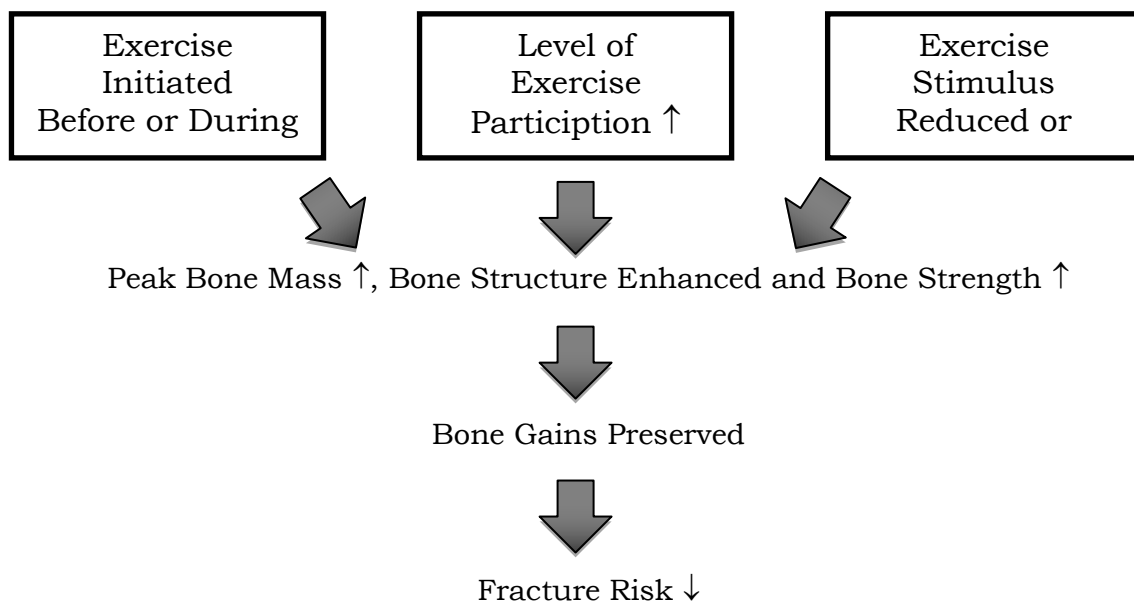 Exercise
Initiated
Before or During
Level of
Exercise
Particiption ↑
Exercise
Stimulus
Reduced or
Peak Bone Mass ↑, Bone Structure Enhanced and Bone Strength ↑
Bone Gains Preserved
Fracture Risk ↓